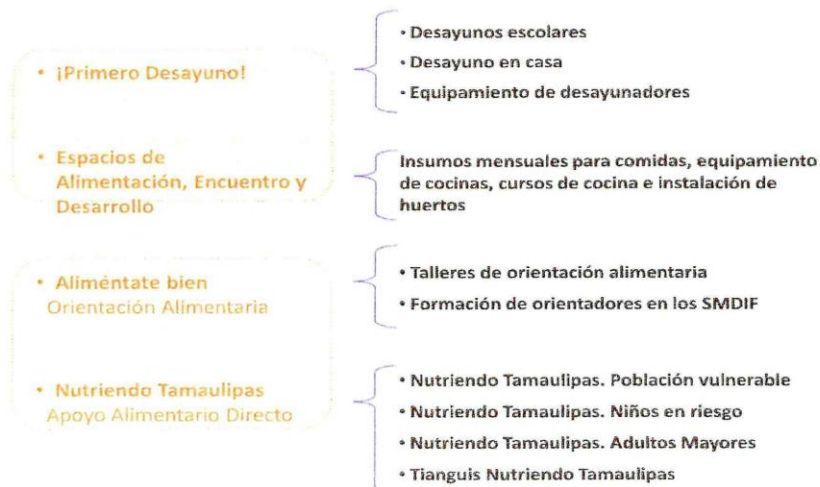 • ¡Primero Desayuno!
• Desayunos escolares
• Desayuno en casa
• Equipamiento de desayunadores
• Espacios de
Alimentación, Encuentro y
Desarrollo
Insumos mensuales para comidas, equipamiento
de cocinas, cursos de cocina e instalación de
huertos
• Aliméntate bien
Orientación Alimentaria
• Talleres de orientación alimentaria
• Formación de orientadores en los SMDIF
• Nutriendo Tamaulipas
Apoyo Alimentario Directo
• Nutriendo Tamaulipas. Población vulnerable
• Nutriendo Tamaulipas. Niños en riesgo
• Nutriendo Tamaulipas. Adultos Mayores
• Tianguis Nutriendo Tamaulipas